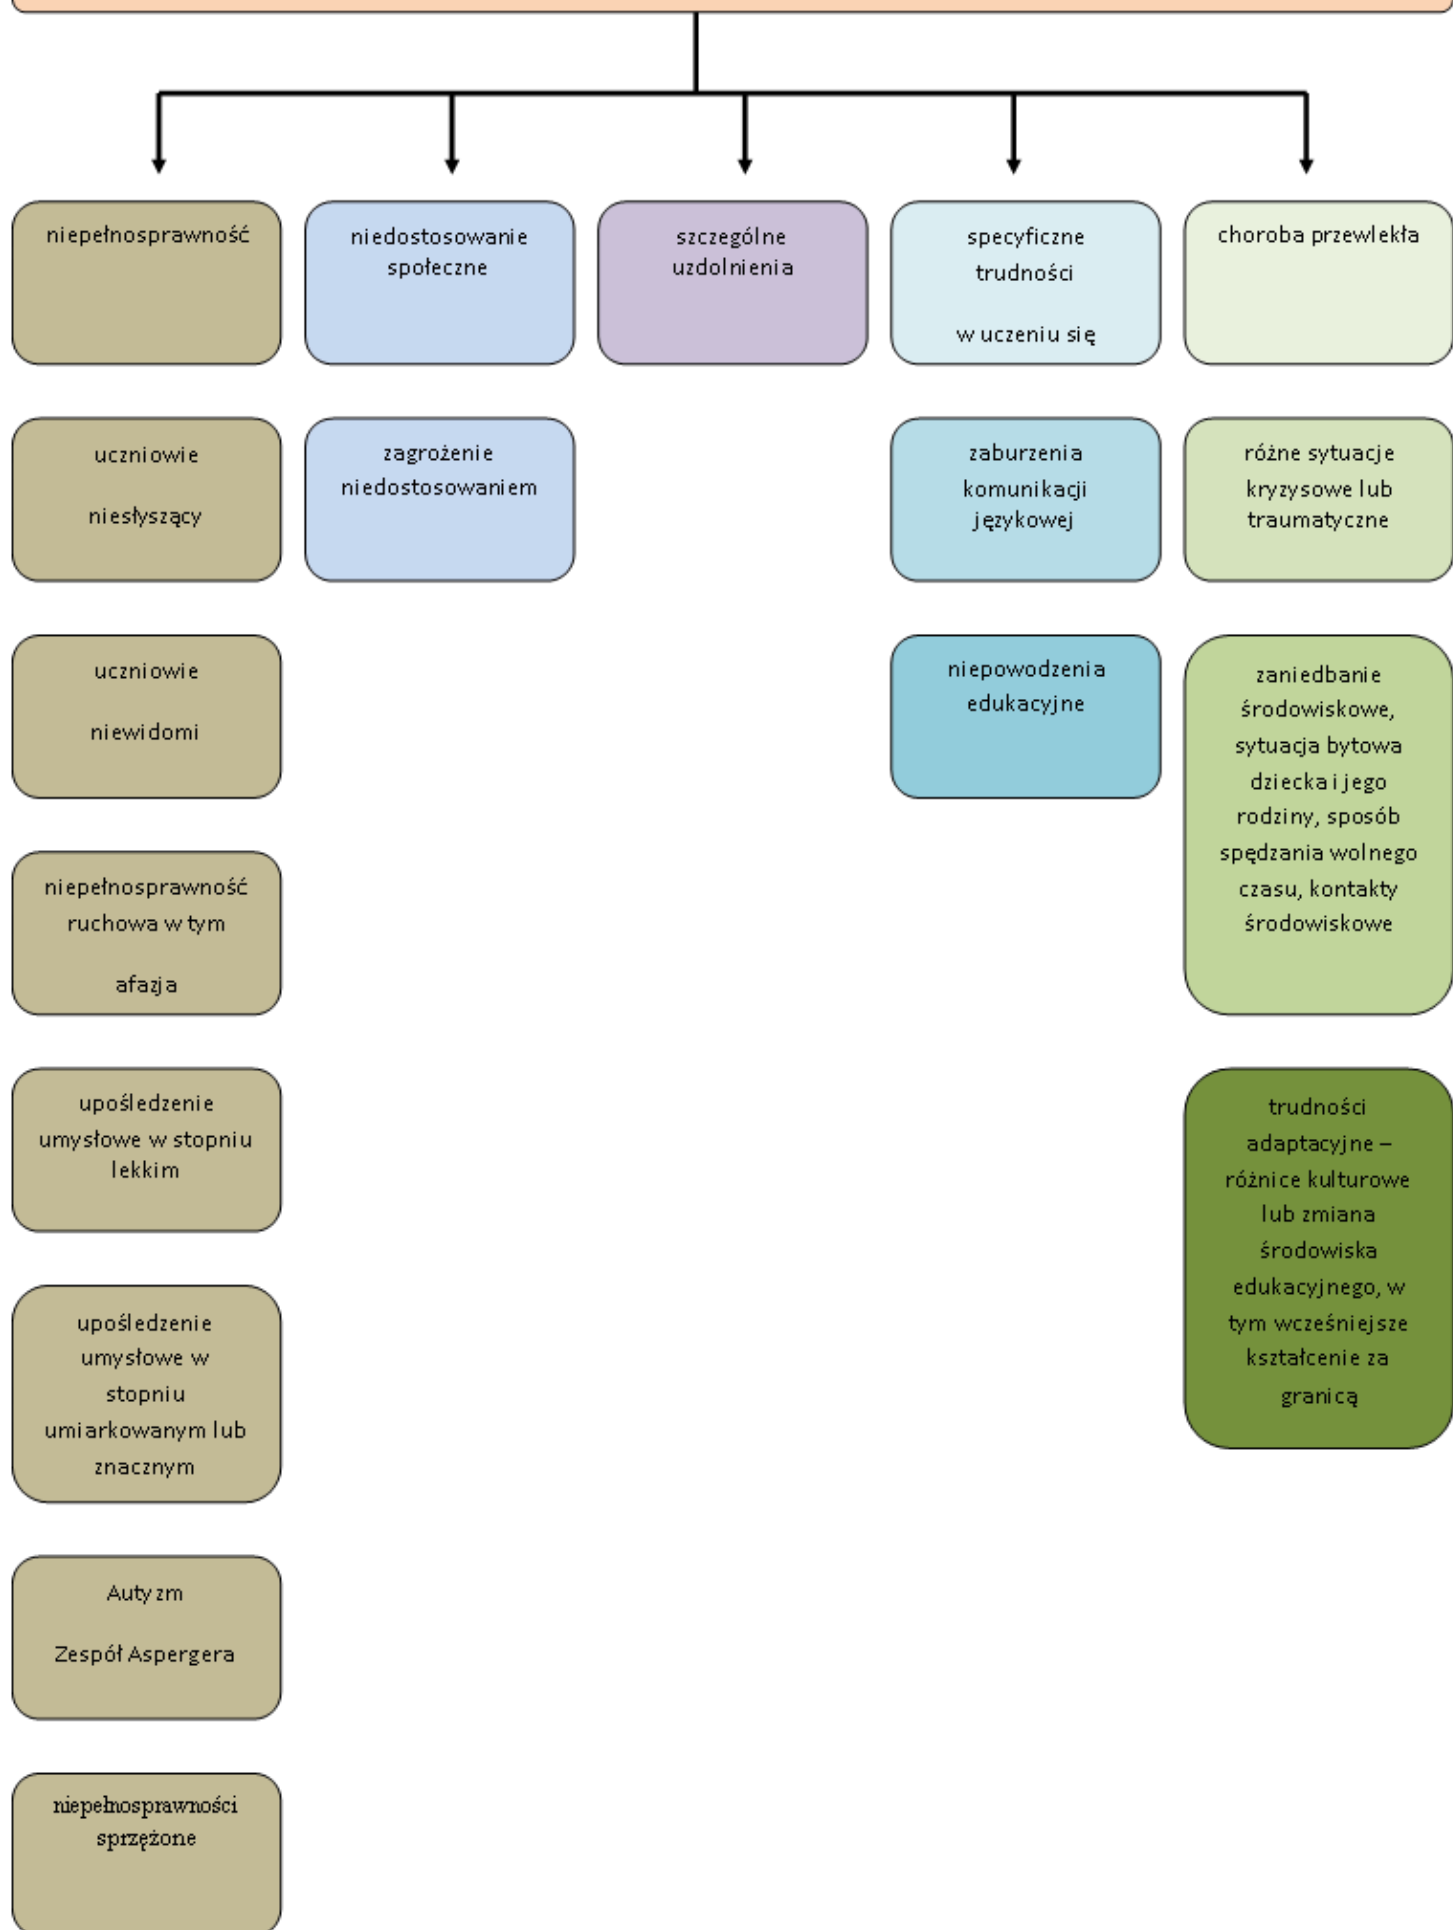 niepełnosprawność
niedostosowanie
społeczne
szczególne
uzdolnienia
specyficzne
trudności
w uczeniu się
choroba przewlekła
uczniowie
niesłyszący
zagrożenie
niedostosowaniem
zaburzenia
komunikacji
językowej
różne sytuacje
kryzysowe lub
traumatyczne
uczniowie
niewidomi
niepowodzenia
edukacyjne
zaniedbanie
środowiskowe,
sytuacja bytowa
dziecka i jego
rodziny, sposób
spędzania wolnego
czasu, kontakty
środowiskowe
niepełnosprawność
ruchowa w tym
afazja
upośledzenie
umysłowe w stopniu
lekkim
trudności
adaptacyjne –
różnice kulturowe
lub zmiana
środowiska
edukacyjnego, w
tym wcześniejsze
kształcenie za
granicą
upośledzenie
umysłowe w
stopniu
umiarkowanym lub
znacznym
Autyzm
Zespół Aspergera
niepełnosprawności
sprzężone